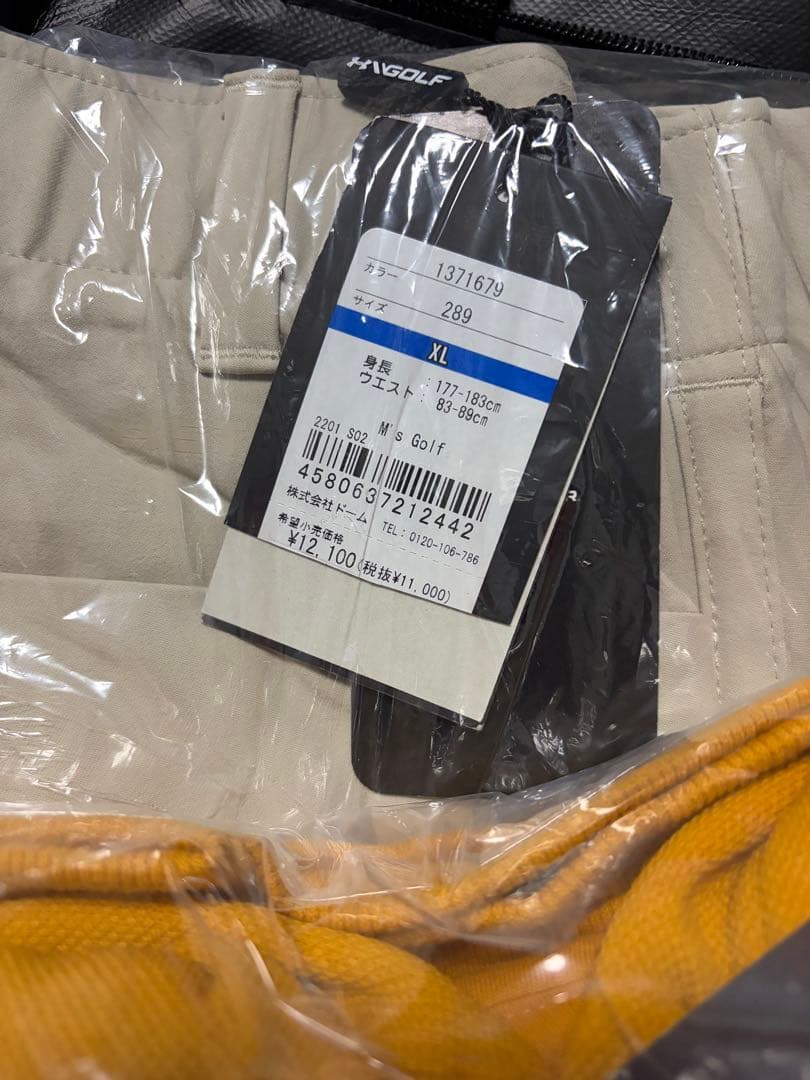 GOLF
カラー 1371679
サイズ 289
XL
身長 : 177-183cm
ウエスト : 83-89cm
2201 S02 M's Golf
4580637212442
株式会社ドーム TEL: 0120-106-786
希望小売価格
¥12,100(税抜¥11,000)